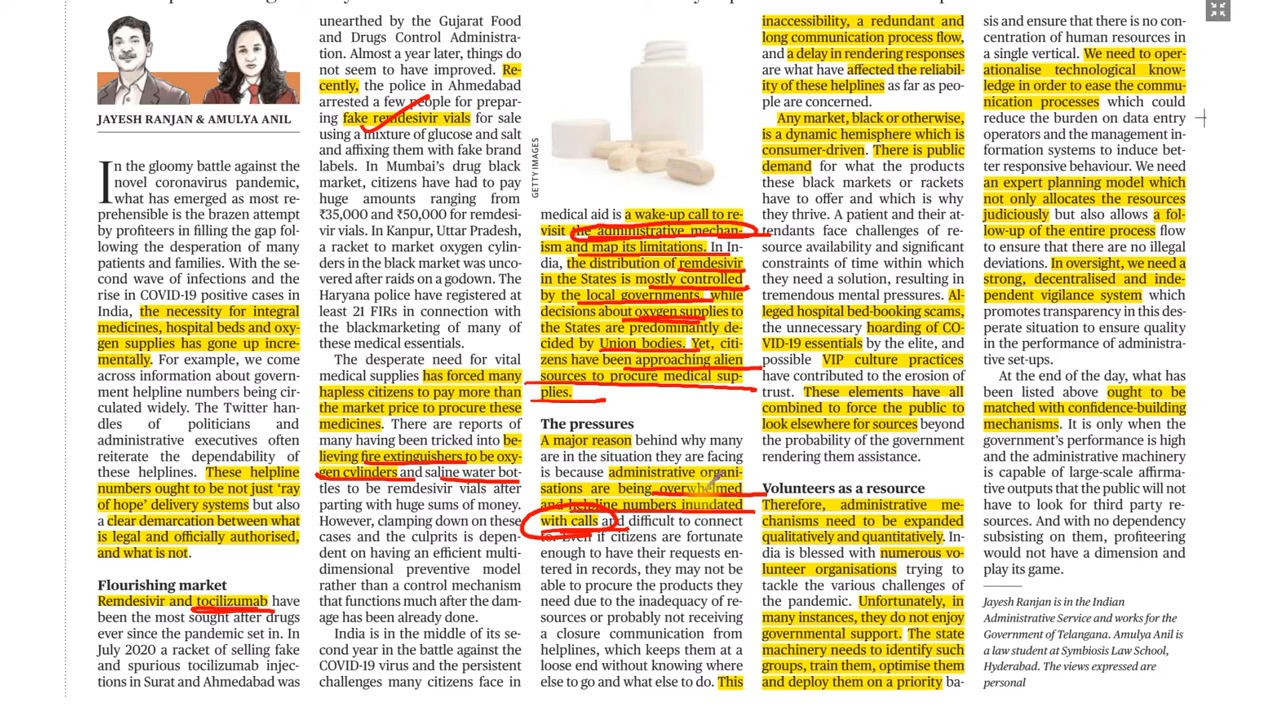 JAYESH RANJAN & AMULYA ANIL
In the gloomy battle against the
novel coronavirus pandemic,
what has emerged as most re-
prehensible is the brazen attempt
by profiteers in filling the gap fol-
lowing the desperation of many
patients and families. With the se-
cond wave of infections and the
rise in COVID-19 positive cases in
India, the necessity for integral
medicines, hospital beds and oxy-
gen supplies has gone up incre-
mentally. For example, we come
across information about govern-
ment helpline numbers being cir-
culated widely. The Twitter han-
dles of politicians and
administrative executives often
reiterate the dependability of
these helplines. These helpline
numbers ought to be not just ‘ray
of hope’ delivery systems but also
a clear demarcation between what
is legal and officially authorised,
and what is not.
Flourishing market
Remdesivir and tocilizumab have
been the most sought after drugs
ever since the pandemic set in. In
July 2020 a racket of selling fake
and spurious tocilizumab injec-
tions in Surat and Ahmedabad was
unearthed by the Gujarat Food
and Drugs Control Administra-
tion. Almost a year later, things do
not seem to have improved. Re-
cently, the police in Ahmedabad
arrested a few people for prepar-
ing fake remdesivir vials for sale
using a mixture of glucose and salt
and affixing them with fake brand
labels. In Mumbai’s drug black
market, citizens have had to pay
huge amounts ranging from
₹35,000 and ₹50,000 for remdesi-
vir vials. In Kanpur, Uttar Pradesh,
a racket to market oxygen cylin-
ders in the black market was unco-
vered after raids on a godown. The
Haryana police have registered at
least 21 FIRs in connection with
the blackmarketing of many of
these medical essentials.
The desperate need for vital
medical supplies has forced many
hapless citizens to pay more than
the market price to procure these
medicines. There are reports of
many having been tricked into be-
lieving fire extinguishers to be oxy-
gen cylinders and saline water bot-
tles to be remdesivir vials after
parting with huge sums of money.
However, clamping down on these
cases and the culprits is depen-
dent on having an efficient multi-
dimensional preventive model
rather than a control mechanism
that functions much after the dam-
age has been already done.
India is in the middle of its se-
cond year in the battle against the
COVID-19 virus and the persistent
challenges many citizens face in
GETTY IMAGES
medical aid is a wake-up call to re-
visit the administrative mechan-
ism and map its limitations. In In-
dia, the distribution of remdesivir
in the States is mostly controlled
by the local governments, while
decisions about oxygen supplies to
the States are predominantly de-
cided by Union bodies. Yet, citi-
zens have been approaching alien
sources to procure medical sup-
plies.
The pressures
A major reason behind why many
are in the situation they are facing
is because administrative organi-
sations are being overwhelmed
and helpline numbers inundated
with calls and difficult to connect
to. Even if citizens are fortunate
enough to have their requests en-
tered in records, they may not be
able to procure the products they
need due to the inadequacy of re-
sources or probably not receiving
a closure communication from
helplines, which keeps them at a
loose end without knowing where
else to go and what else to do. This
inaccessibility, a redundant and
long communication process flow,
and a delay in rendering responses
are what have affected the reliabil-
ity of these helplines as far as peo-
ple are concerned.
Any market, black or otherwise,
is a dynamic hemisphere which is
consumer-driven. There is public
demand for what the products
these black markets or rackets
have to offer and which is why
they thrive. A patient and their at-
tendants face challenges of re-
source availability and significant
constraints of time within which
they need a solution, resulting in
tremendous mental pressures. Al-
leged hospital bed-booking scams,
the unnecessary hoarding of CO-
VID-19 essentials by the elite, and
possible VIP culture practices
have contributed to the erosion of
trust. These elements have all
combined to force the public to
look elsewhere for sources beyond
the probability of the government
rendering them assistance.
Volunteers as a resource
Therefore, administrative me-
chanisms need to be expanded
qualitatively and quantitatively. In-
dia is blessed with numerous vo-
lunteer organisations trying to
tackle the various challenges of
the pandemic. Unfortunately, in
many instances, they do not enjoy
governmental support. The state
machinery needs to identify such
groups, train them, optimise them
and deploy them on a priority ba-
sis and ensure that there is no con-
centration of human resources in
a single vertical. We need to oper-
ationalise technological know-
ledge in order to ease the commu-
nication processes which could
reduce the burden on data entry
operators and the management in-
formation systems to induce bet-
ter responsive behaviour. We need
an expert planning model which
not only allocates the resources
judiciously but also allows a fol-
low-up of the entire process flow
to ensure that there are no illegal
deviations. In oversight, we need a
strong, decentralised and inde-
pendent vigilance system which
promotes transparency in this des-
perate situation to ensure quality
in the performance of administra-
tive set-ups.
At the end of the day, what has
been listed above ought to be
matched with confidence-building
mechanisms. It is only when the
government’s performance is high
and the administrative machinery
is capable of large-scale affirma-
tive outputs that the public will not
have to look for third party re-
sources. And with no dependency
subsisting on them, profiteering
would not have a dimension and
play its game.
Jayesh Ranjan is in the Indian
Administrative Service and works for the
Government of Telangana. Amulya Anil is
a law student at Symbiosis Law School,
Hyderabad. The views expressed are
personal